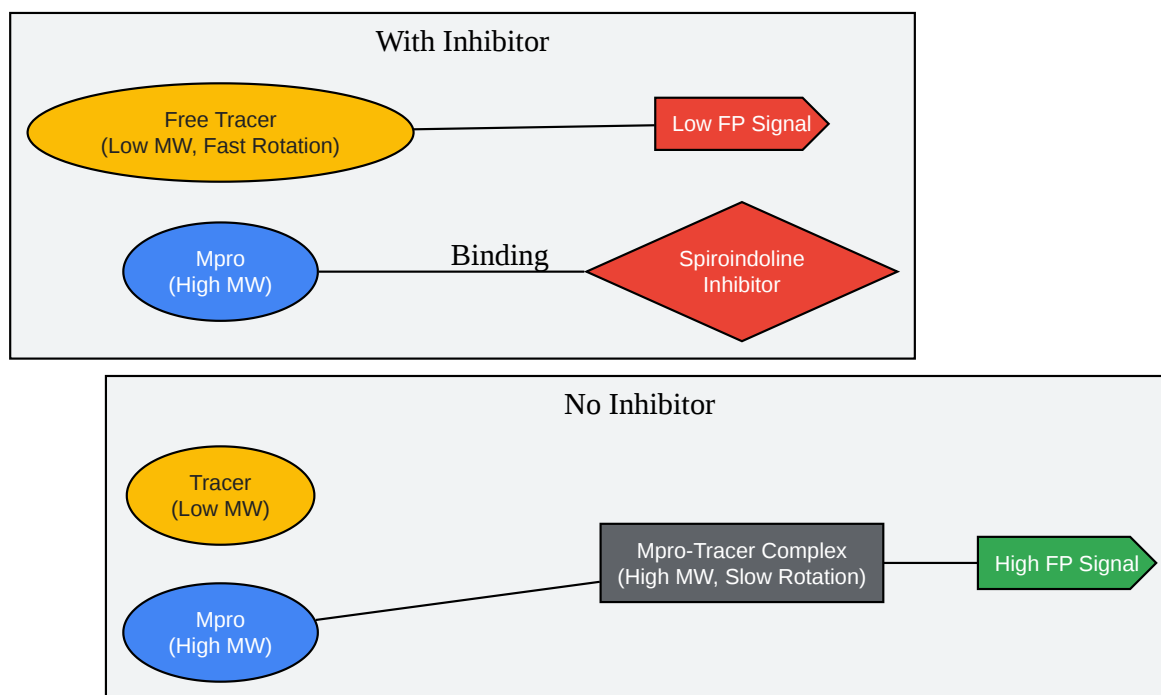 With Inhibitor
Free Tracer
(Low MW, Fast Rotation)
Low FP Signal
Mpro
(High MW)
Binding
Spiroindoline
Inhibitor
No Inhibitor
Tracer
(Low MW)
Mpro-Tracer Complex
(High MW, Slow Rotation)
High FP Signal
Mpro
(High MW)